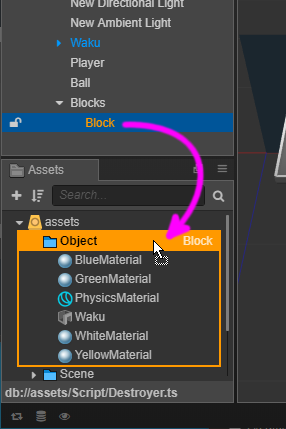 New Directional Light
New Ambient Light
Waku
Player
Ball
Blocks
Block
Assets
Search...
assets
Object Block
BlueMaterial
GreenMaterial
PhysicsMaterial
Waku
WhiteMaterial
YellowMaterial
Scene
db://assets/Script/Destroyer.ts